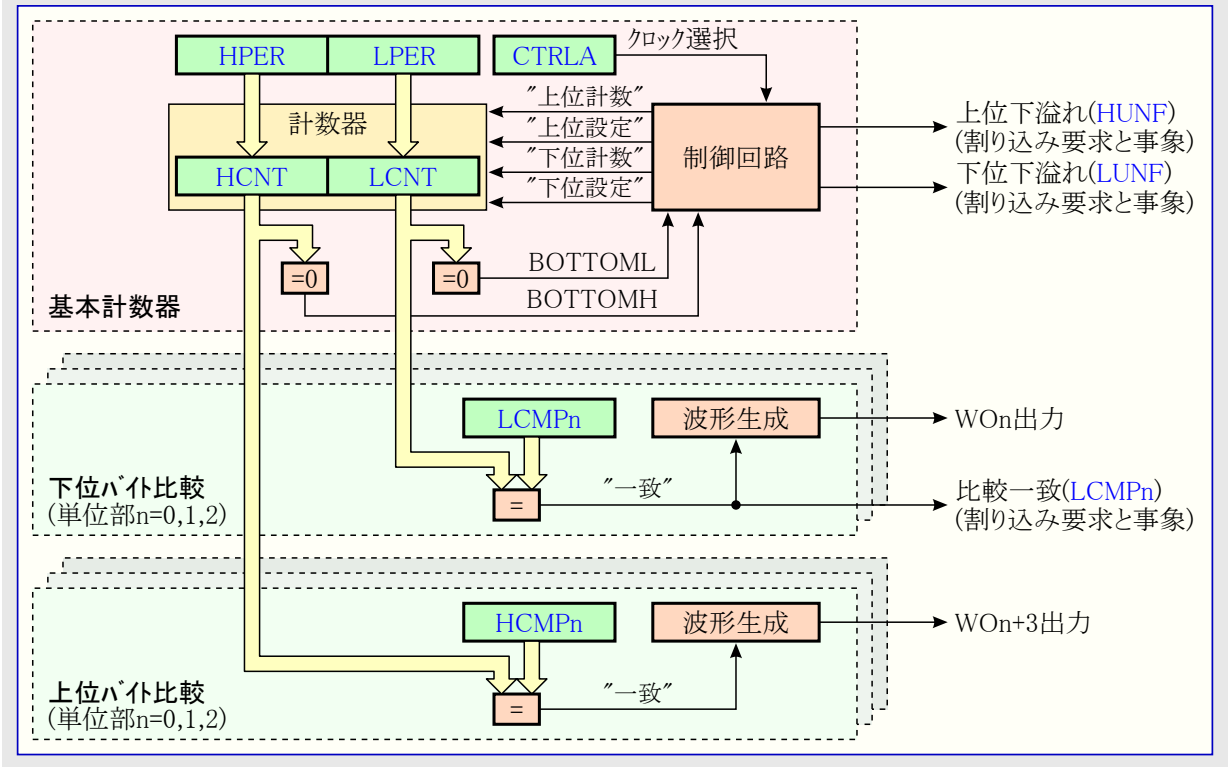 HPER
LPER
CTRLA
クロック選択
計数器
"上位計数"
"上位設定"
"下位計数"
"下位設定"
制御回路
上位下溢れ(HUNF)
(割り込み要求と事象)
下位下溢れ(LUNF)
(割り込み要求と事象)
HCNT
LCNT
=0
=0
BOTTOML
BOTTOMH
基本計数器
LCMPn
波形生成
WOn出力
下位バイト比較
(単位部n=0,1,2)
=
"一致"
比較一致(LCMPn)
(割り込み要求と事象)
HCMPn
波形生成
WOn+3出力
上位バイト比較
(単位部n=0,1,2)
=
"一致"